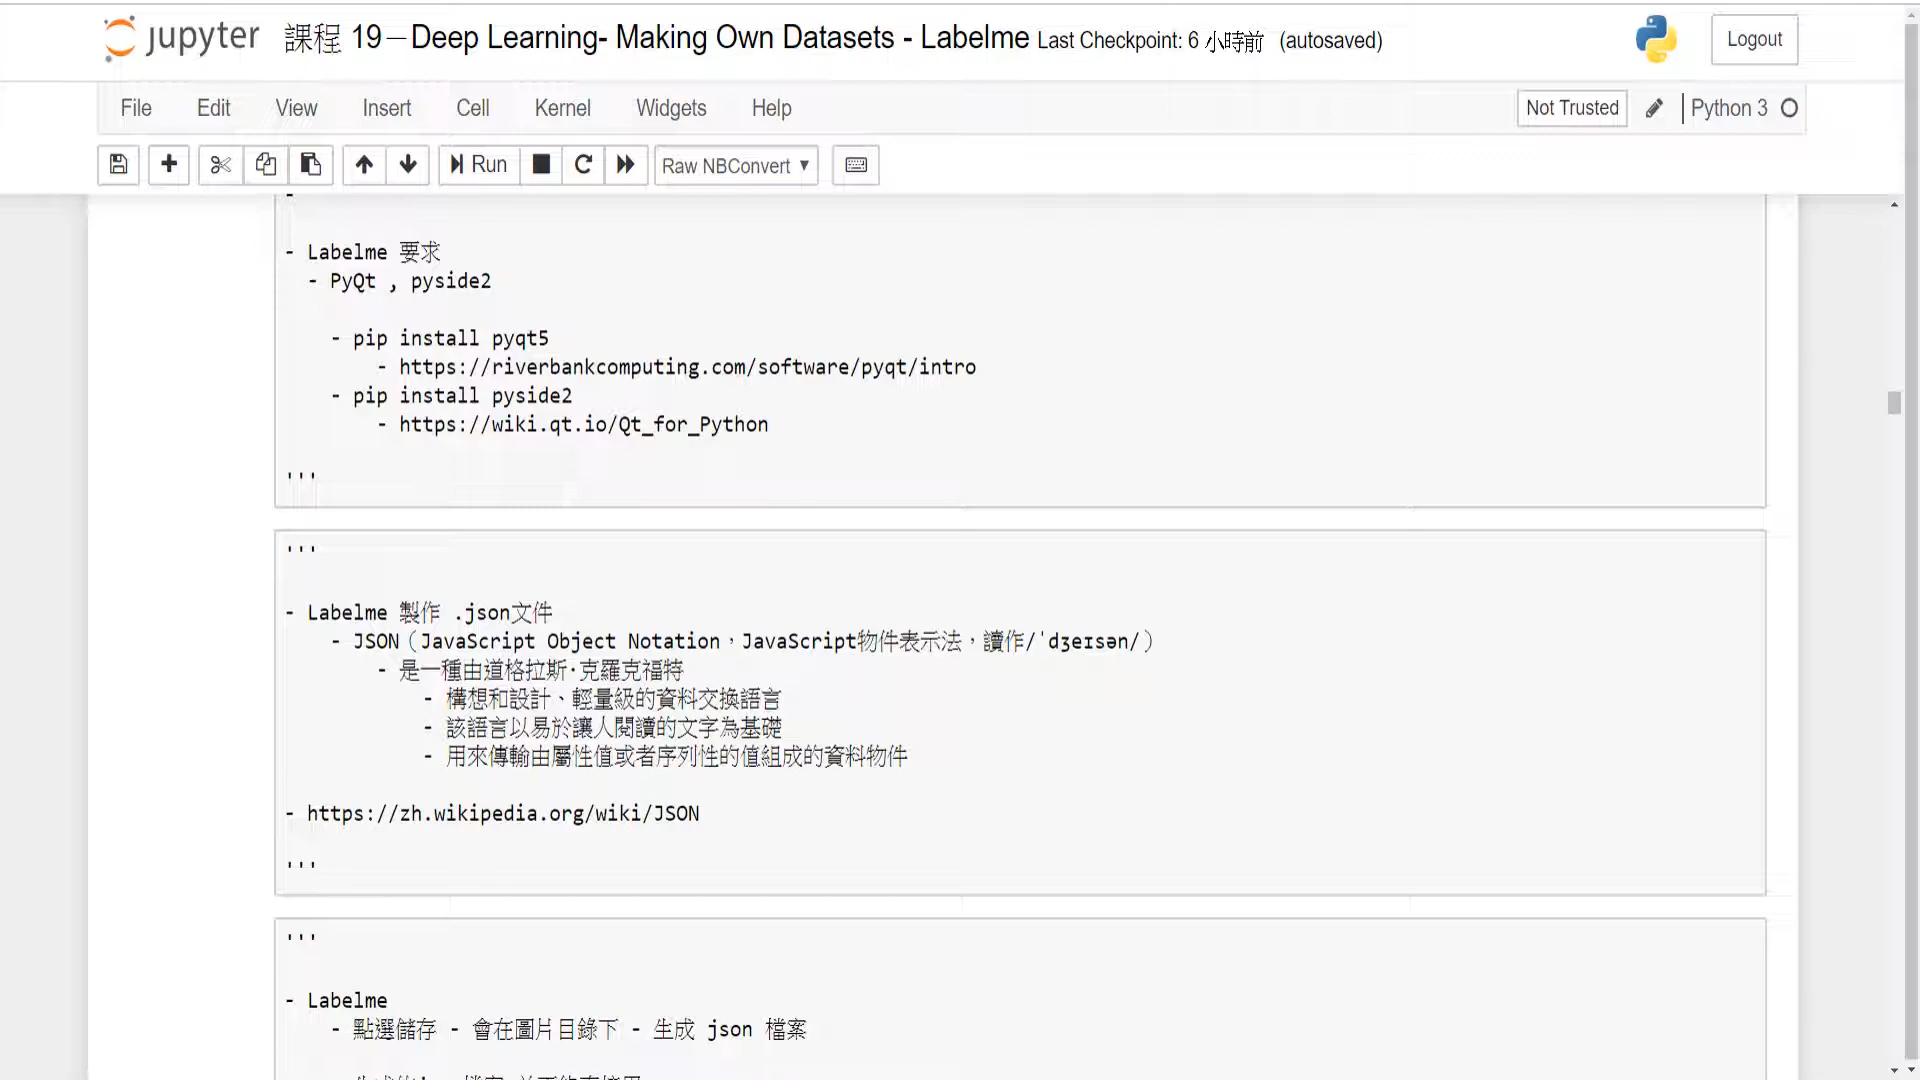 jupyter 課程 19－Deep Learning- Making Own Datasets - Labelme Last Checkpoint: 6 小時前 (autosaved) Logout
File Edit View Insert Cell Kernel Widgets Help Not Trusted Python 3
Run Raw NBConvert
-
- Labelme 要求
- PyQt , pyside2
- pip install pyqt5
- https://riverbankcomputing.com/software/pyqt/intro
- pip install pyside2
- https://wiki.qt.io/Qt_for_Python
'''
'''
- Labelme 製作 .json文件
- JSON（JavaScript Object Notation，JavaScript物件表示法，讀作/ˈdʒeɪsən/）
- 是一種由道格拉斯·克羅克福特
- 構想和設計、輕量級的資料交換語言
- 該語言以易於讓人閱讀的文字為基礎
- 用來傳輸由屬性值或者序列性的值組成的資料物件
- https://zh.wikipedia.org/wiki/JSON
'''
'''
- Labelme
- 點選儲存 - 會在圖片目錄下 - 生成 json 檔案